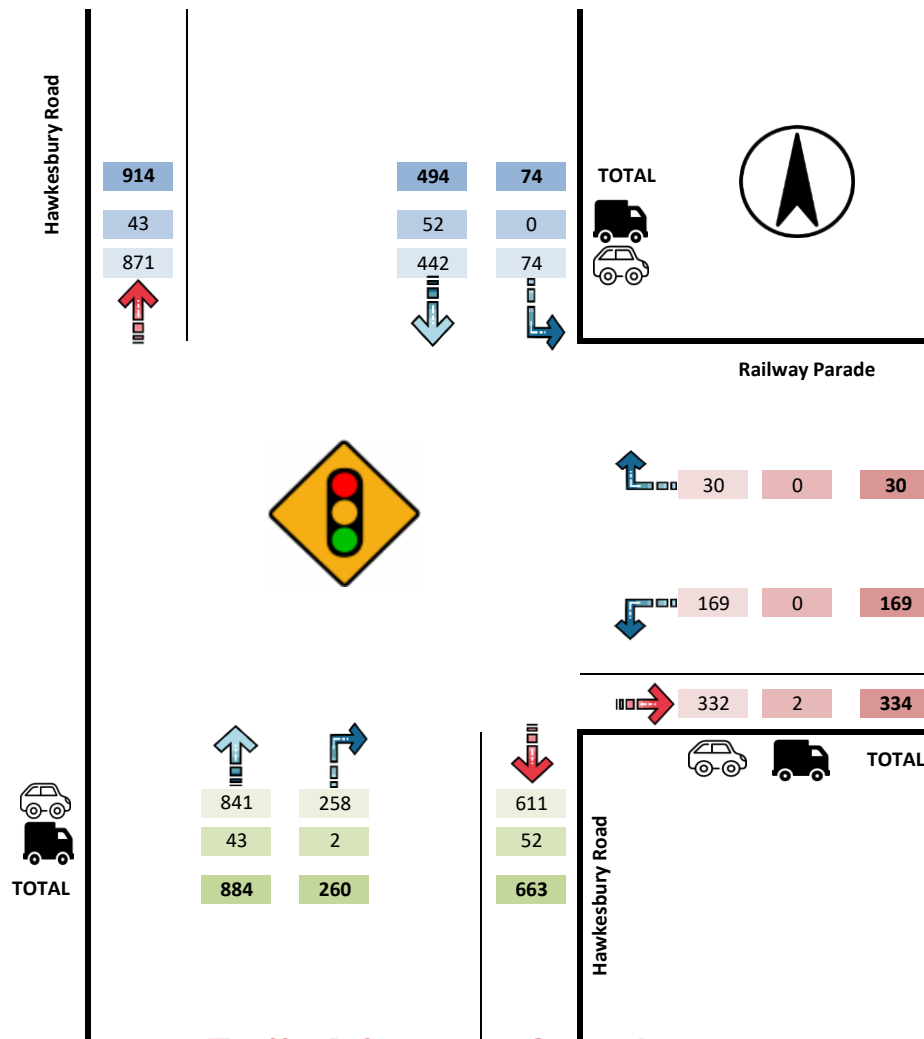 Hawkesbury Road
914 494 74 TOTAL
43 52 0
871 442 74
Railway Parade
30 0 30
169 0 169
332 2 334
TOTAL
841 258 611
43 2 52
TOTAL 884 260 663
Hawkesbury Road